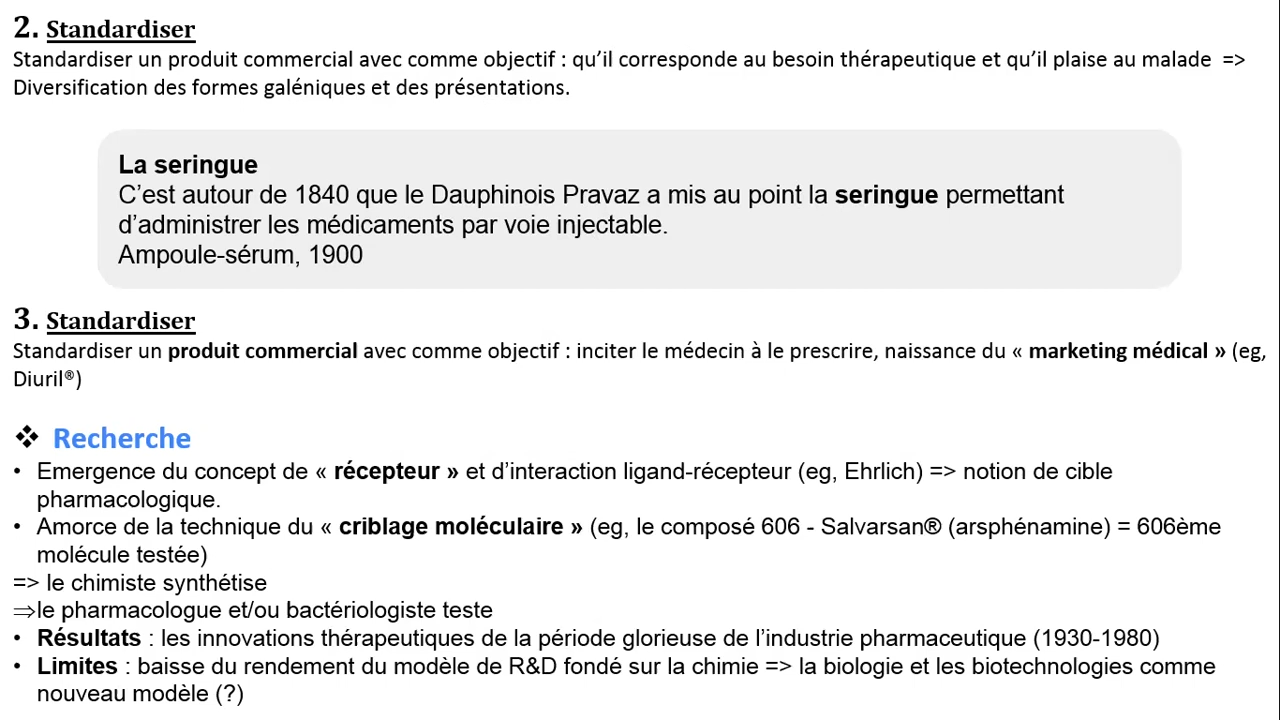 2. Standardiser
Standardiser un produit commercial avec comme objectif : qu’il corresponde au besoin thérapeutique et qu’il plaise au malade =>
Diversification des formes galéniques et des présentations.
La seringue
C’est autour de 1840 que le Dauphinois Pravaz a mis au point la seringue permettant
d’administrer les médicaments par voie injectable.
Ampoule-sérum, 1900
3. Standardiser
Standardiser un produit commercial avec comme objectif : inciter le médecin à le prescrire, naissance du « marketing médical » (eg,
Diuril®)
❖ Recherche
• Emergence du concept de « récepteur » et d’interaction ligand-récepteur (eg, Ehrlich) => notion de cible
pharmacologique.
• Amorce de la technique du « criblage moléculaire » (eg, le composé 606 - Salvarsan® (arsphénamine) = 606ème
molécule testée)
=> le chimiste synthétise
⇒le pharmacologue et/ou bactériologiste teste
• Résultats : les innovations thérapeutiques de la période glorieuse de l’industrie pharmaceutique (1930-1980)
• Limites : baisse du rendement du modèle de R&D fondé sur la chimie => la biologie et les biotechnologies comme
nouveau modèle (?)